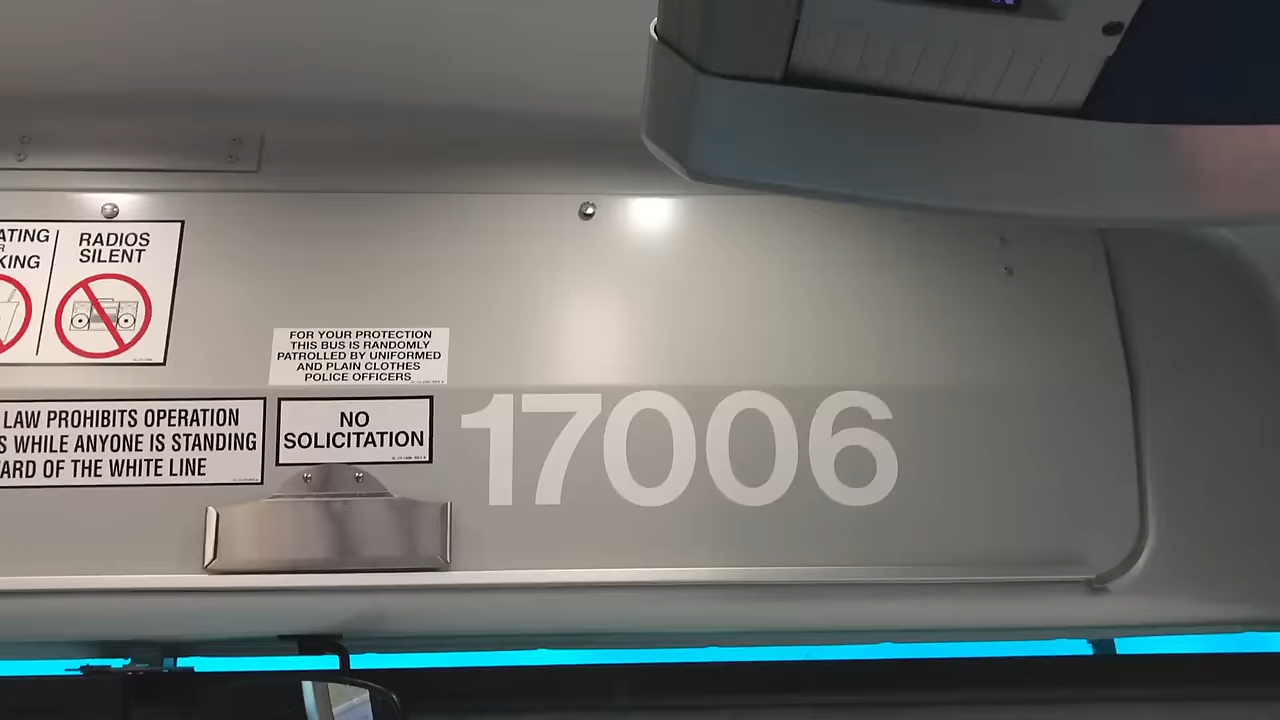 ATING
KING
RADIOS
SILENT
FOR YOUR PROTECTION
THIS BUS IS RANDOMLY
PATROLLED BY UNIFORMED
AND PLAIN CLOTHES
POLICE OFFICERS
LAW PROHIBITS OPERATION
S WHILE ANYONE IS STANDING
ARD OF THE WHITE LINE
NO
SOLICITATION
17006